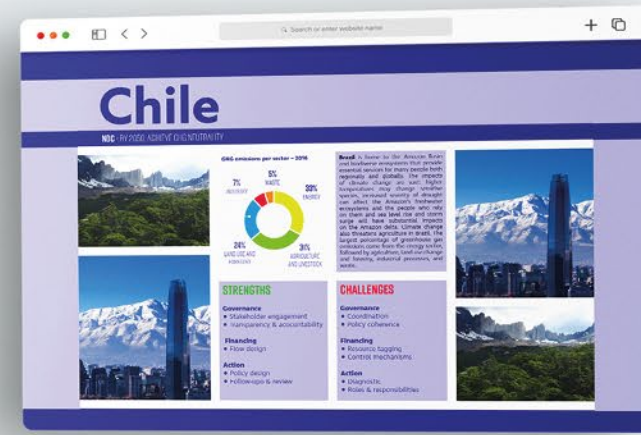 Search or enter website name
Chile
NDC - BY 2050, ACHIEVE GHG NEUTRALITY
GHG emissions per sector – 2016
5%
WASTE
7%
INDUSTRY
33%
ENERGY
24%
LAND USE AND
FORESTRY
31%
AGRICULTURE
AND LIVESTOCK
Brazil is home to the Amazon Basin
and biodiverse ecosystems that provide
essential services for many people both
regionally and globally. The impacts
of climate change are vast: higher
temperatures may change weather
species, increased severity of drought
can affect the Amazon's freshwater
ecosystems and the people who rely
on them and sea level rise and storm
surge will have substantial impacts
on the Amazon delta. Climate change
also threatens agriculture in Brazil. The
largest percentage of greenhouse gas
emissions come from the energy sector,
followed by agriculture, land use change
and forestry, industrial processes, and
waste.
STRENGTHS
Governance
• Stakeholder engagement
• Transparency & accountability
Financing
• Flow design
Action
• Policy design
• Follow-ups & review
CHALLENGES
Governance
• Coordination
• Policy coherence
Financing
• Resource tagging
• Control mechanisms
Action
• Diagnostic
• Roles & responsibilities